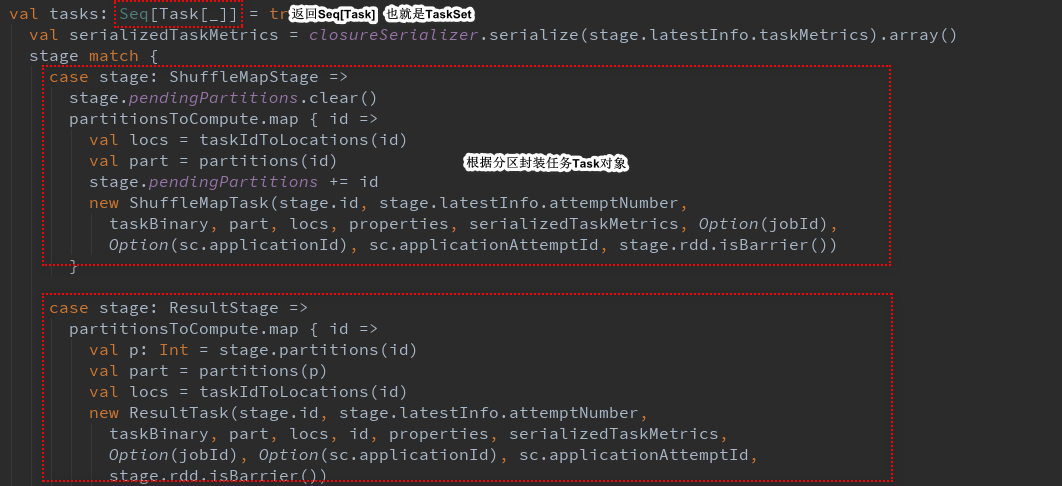 val tasks: Seq[Task[_]] = tr返回Seq[Task] 也就是TaskSet
val serializedTaskMetrics = closureSerializer.serialize(stage.latestInfo.taskMetrics).array()
stage match {
case stage: ShuffleMapStage =>
stage.pendingPartitions.clear()
partitionsToCompute.map { id =>
val locs = taskIdToLocations(id)
val part = partitions(id) 根据分区封装任务Task对象
stage.pendingPartitions += id
new ShuffleMapTask(stage.id, stage.latestInfo.attemptNumber,
taskBinary, part, locs, properties, serializedTaskMetrics, Option(jobId),
Option(sc.applicationId), sc.applicationAttemptId, stage.rdd.isBarrier())
}
case stage: ResultStage =>
partitionsToCompute.map { id =>
val p: Int = stage.partitions(id)
val part = partitions(p)
val locs = taskIdToLocations(id)
new ResultTask(stage.id, stage.latestInfo.attemptNumber,
taskBinary, part, locs, id, properties, serializedTaskMetrics,
Option(jobId), Option(sc.applicationId), sc.applicationAttemptId,
stage.rdd.isBarrier())